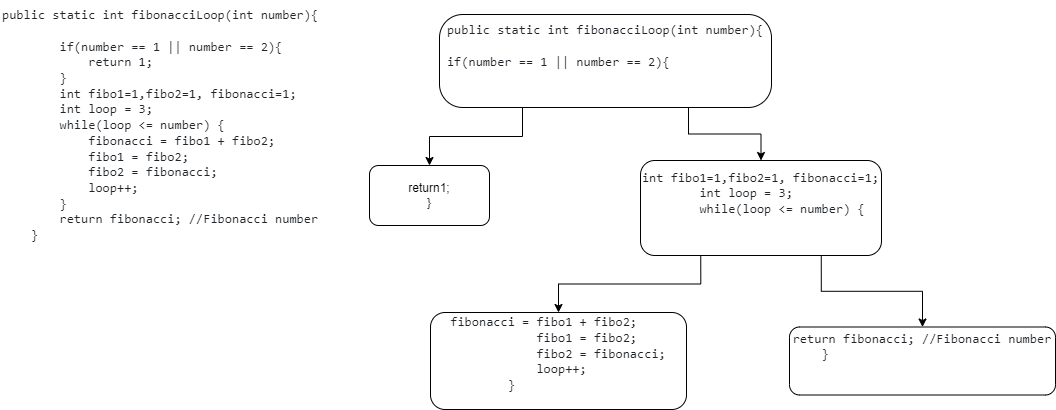 public static int fibonacciLoop(int number){
if(number == 1 || number == 2){
return 1;
}
int fibo1=1,fibo2=1, fibonacci=1;
int loop = 3;
while(loop <= number) {
fibonacci = fibo1 + fibo2;
fibo1 = fibo2;
fibo2 = fibonacci;
loop++;
}
return fibonacci; //Fibonacci number
}
public static int fibonacciLoop(int number){
if(number == 1 || number == 2){
return1;
}
int fibo1=1,fibo2=1, fibonacci=1;
int loop = 3;
while(loop <= number) {
fibonacci = fibo1 + fibo2;
fibo1 = fibo2;
fibo2 = fibonacci;
loop++;
}
return fibonacci; //Fibonacci number
}